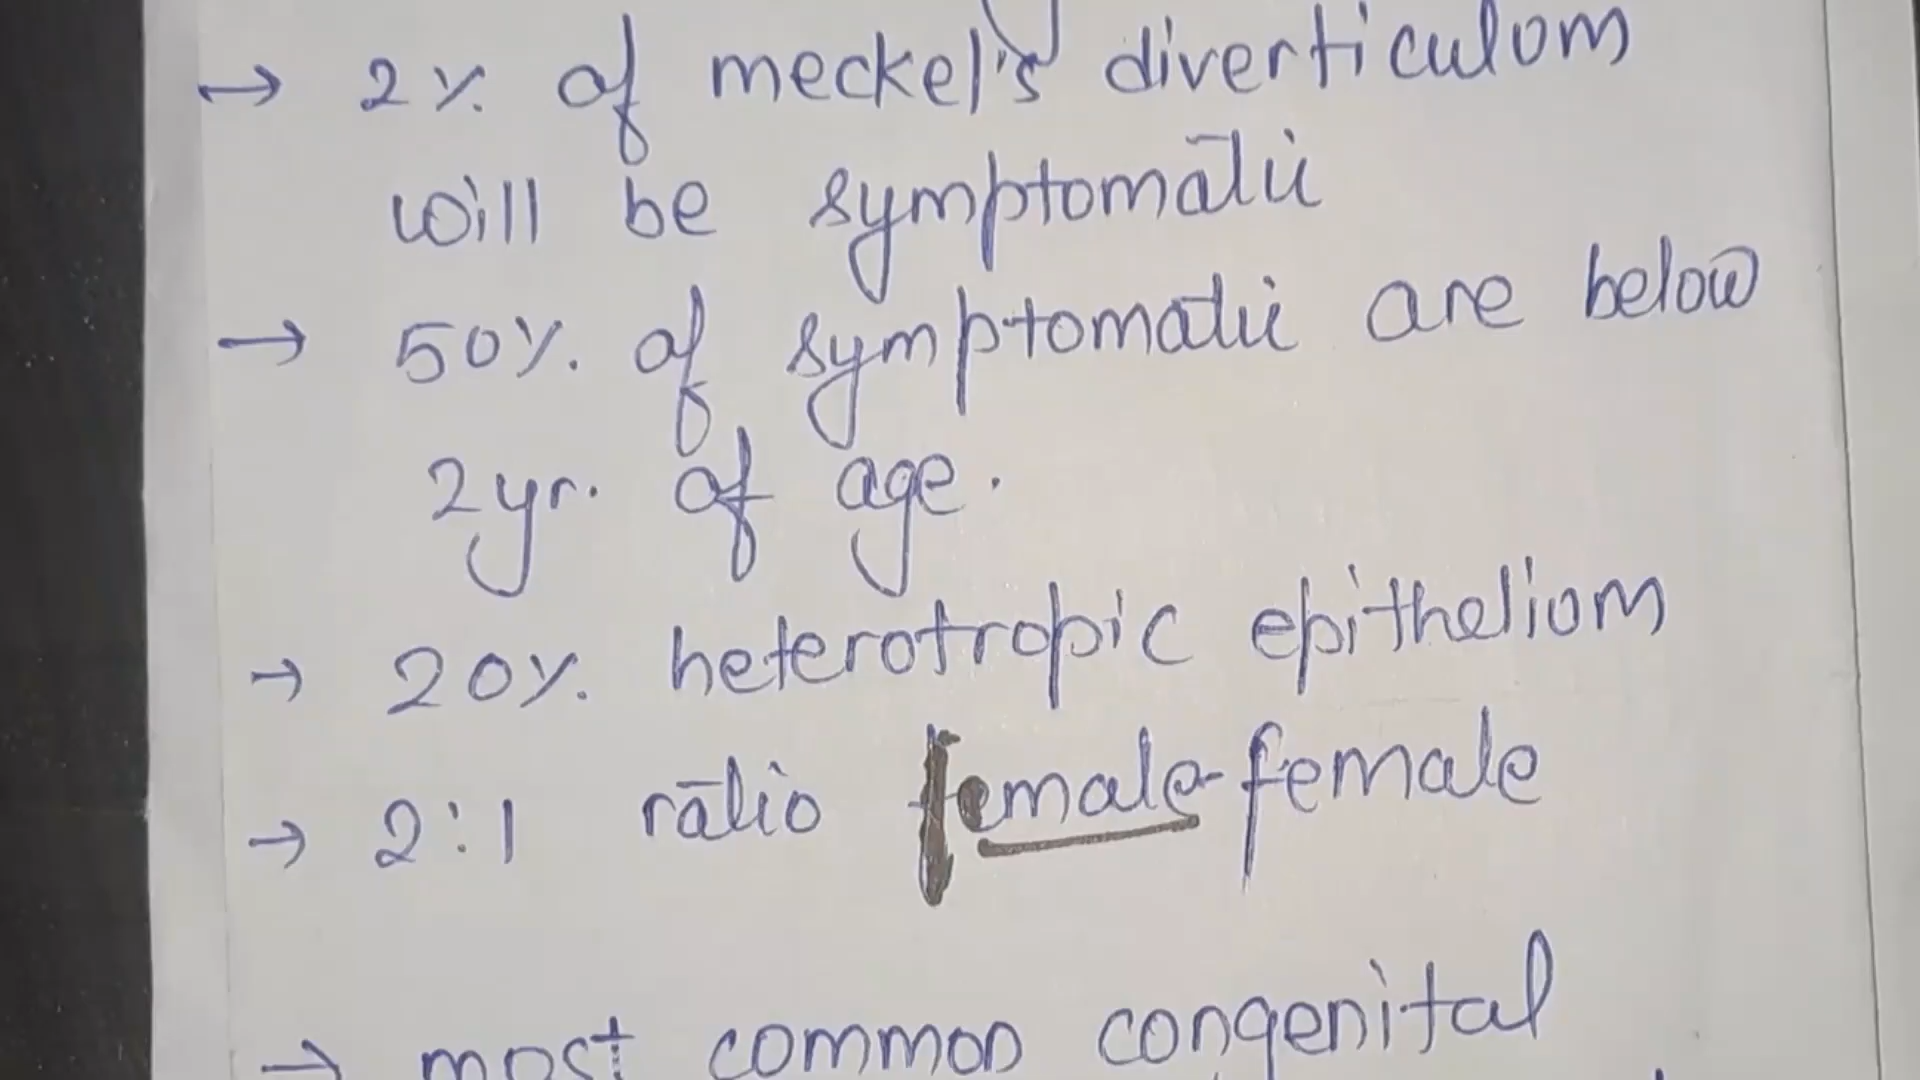 → 2% of meckel's diverticulum
will be symptomatic
→ 50% of symptomatic are below
2yr. of age.
→ 20% heterotropic epithelium
→ 2:1 ratio male-female
→ most common congenital